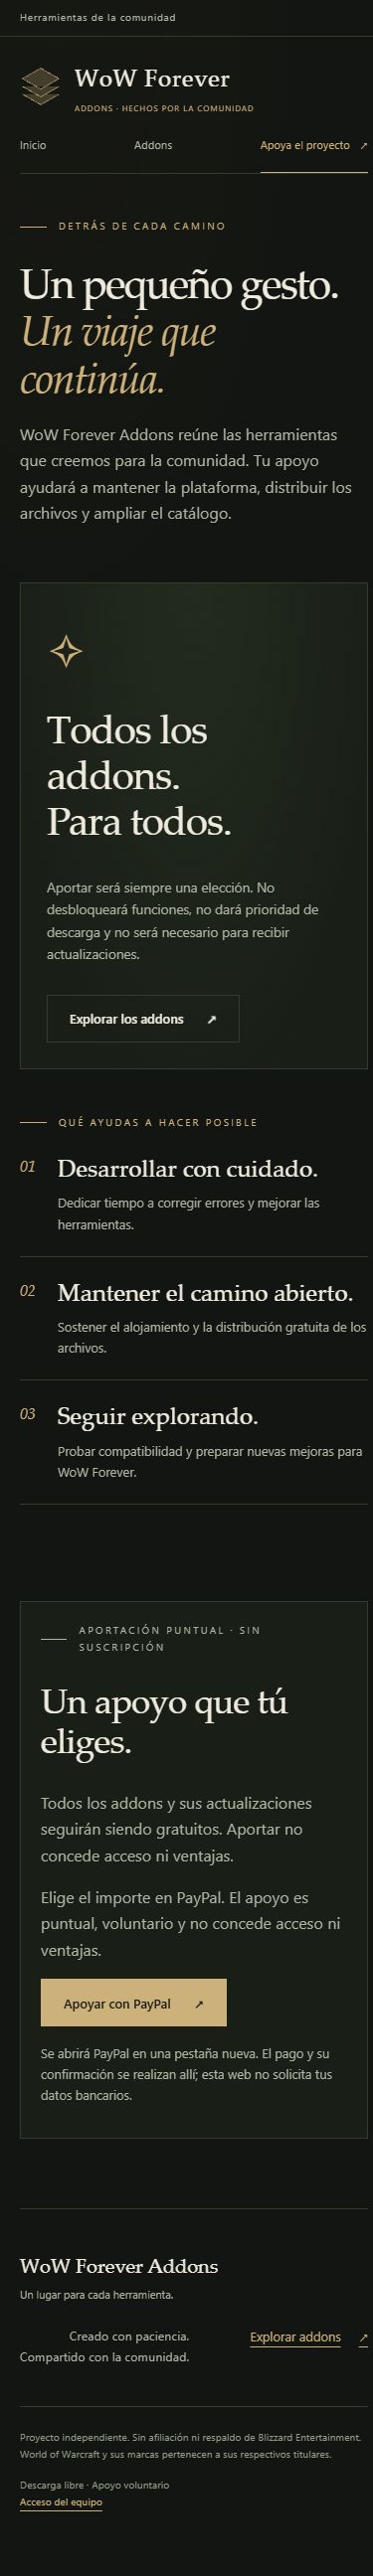 Herramientas de la comunidad
WoW Forever
ADDONS · HECHOS POR LA COMUNIDAD
Inicio Addons Apoya el proyecto ↗
DETRÁS DE CADA CAMINO
Un pequeño gesto.
Un viaje que
continúa.
WoW Forever Addons reúne las herramientas
que creemos para la comunidad. Tu apoyo
ayudará a mantener la plataforma, distribuir los
archivos y ampliar el catálogo.
Todos los
addons.
Para todos.
Aportar será siempre una elección. No
desbloqueará funciones, no dará prioridad de
descarga y no será necesario para recibir
actualizaciones.
Explorar los addons ↗
QUÉ AYUDAS A HACER POSIBLE
01 Desarrollar con cuidado.
Dedicar tiempo a corregir errores y mejorar las
herramientas.
02 Mantener el camino abierto.
Sostener el alojamiento y la distribución gratuita de los
archivos.
03 Seguir explorando.
Probar compatibilidad y preparar nuevas mejoras para
WoW Forever.
APORTACIÓN PUNTUAL · SIN
SUSCRIPCIÓN
Un apoyo que tú
eliges.
Todos los addons y sus actualizaciones
seguirán siendo gratuitos. Aportar no
concede acceso ni ventajas.
Elige el importe en PayPal. El apoyo es
puntual, voluntario y no concede acceso ni
ventajas.
Apoyar con PayPal ↗
Se abrirá PayPal en una pestaña nueva. El pago y su
confirmación se realizan allí; esta web no solicita tus
datos bancarios.
WoW Forever Addons
Un lugar para cada herramienta.
Creado con paciencia.
Compartido con la comunidad.
Explorar addons ↗
Proyecto independiente. Sin afiliación ni respaldo de Blizzard Entertainment.
World of Warcraft y sus marcas pertenecen a sus respectivos titulares.
Descarga libre · Apoyo voluntario
Acceso del equipo